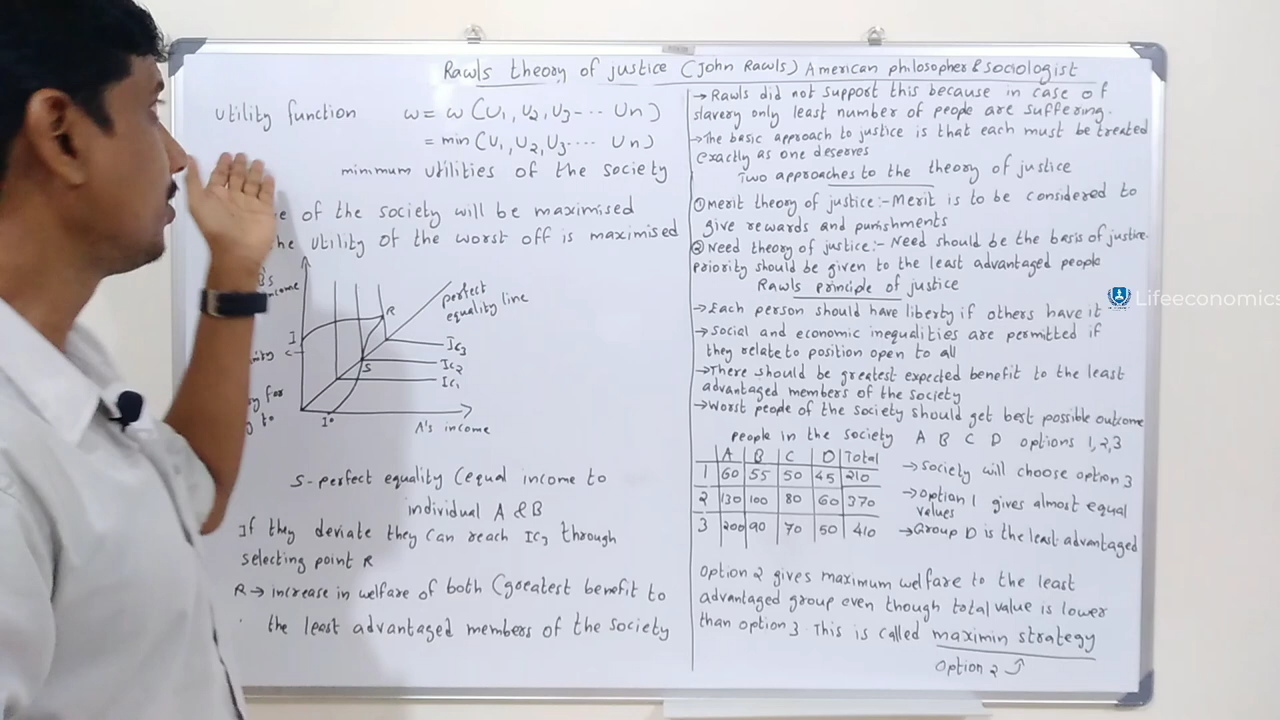 Rawls theory of justice (John Rawls) American philosopher & sociologist
utility function w = w (U1, U2, U3 - - - - Un)
= min (U1, U2, U3 - - - - Un)
minimum utilities of the society
e of the society will be maximised
he utility of the worst off is maximised
B's
income
perfect
equality line
R
I
S
Ic3
Ic2
Ic1
I°
A's income
S - perfect equality (equal income to
individual A & B
If they deviate they can reach IC3 through
selecting point R
R → increase in welfare of both (greatest benefit to
the least advantaged members of the society
→ Rawls did not support this because in case of
slavery only least number of people are suffering.
→ The basic approach to justice is that each must be treated
exactly as one deserves
Two approaches to the theory of justice
① Merit theory of justice :- Merit is to be considered to
give rewards and punishments
② Need theory of justice :- Need should be the basis of justice.
priority should be given to the least advantaged people
Rawls principle of justice
→ Each person should have liberty if others have it
→ Social and economic inequalities are permitted if
they relate to position open to all
→ There should be greatest expected benefit to the least
advantaged members of the society
→ Worst people of the society should get best possible outcome
people in the society A B C D options 1, 2, 3
A B C D Total
1 60 55 50 45 210
2 130 100 80 60 370
3 200 90 70 50 410
→ Society will choose option 3
→ option 1 gives almost equal
values
→ Group D is the least advantaged
Option 2 gives maximum welfare to the least
advantaged group even though total value is lower
than option 3. This is called maximin strategy
Option 2
Lifeeconomics